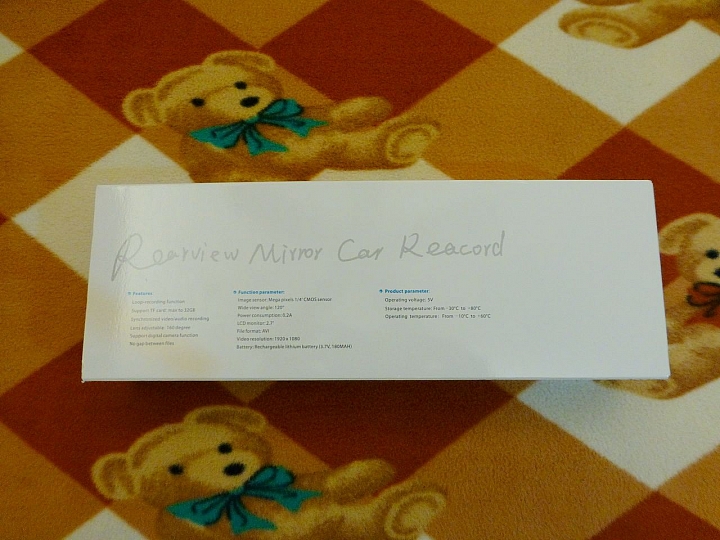 Rearview Mirror Car Reacord
Features
Loop recording function
Support TF card: max to 32GB
Synchronized video/audio recording
Lens adjustable: 180 degree
Support digital camera function
No gap between files
Function parameter:
Image sensor: Mega pixels 1/4" CMOS sensor
Wide view angle: 120°
Power consumption: 0.2A
LCD monitor: 2.7"
File format: AVI
Video resolution: 1920 x 1080
Battery: Rechargeable lithium battery (3.7V, 180MAH)
Product parameter:
Operating voltage: 5V
Storage temperature: From -30°C to +80°C
Operating temperature: From -10°C to +60°C